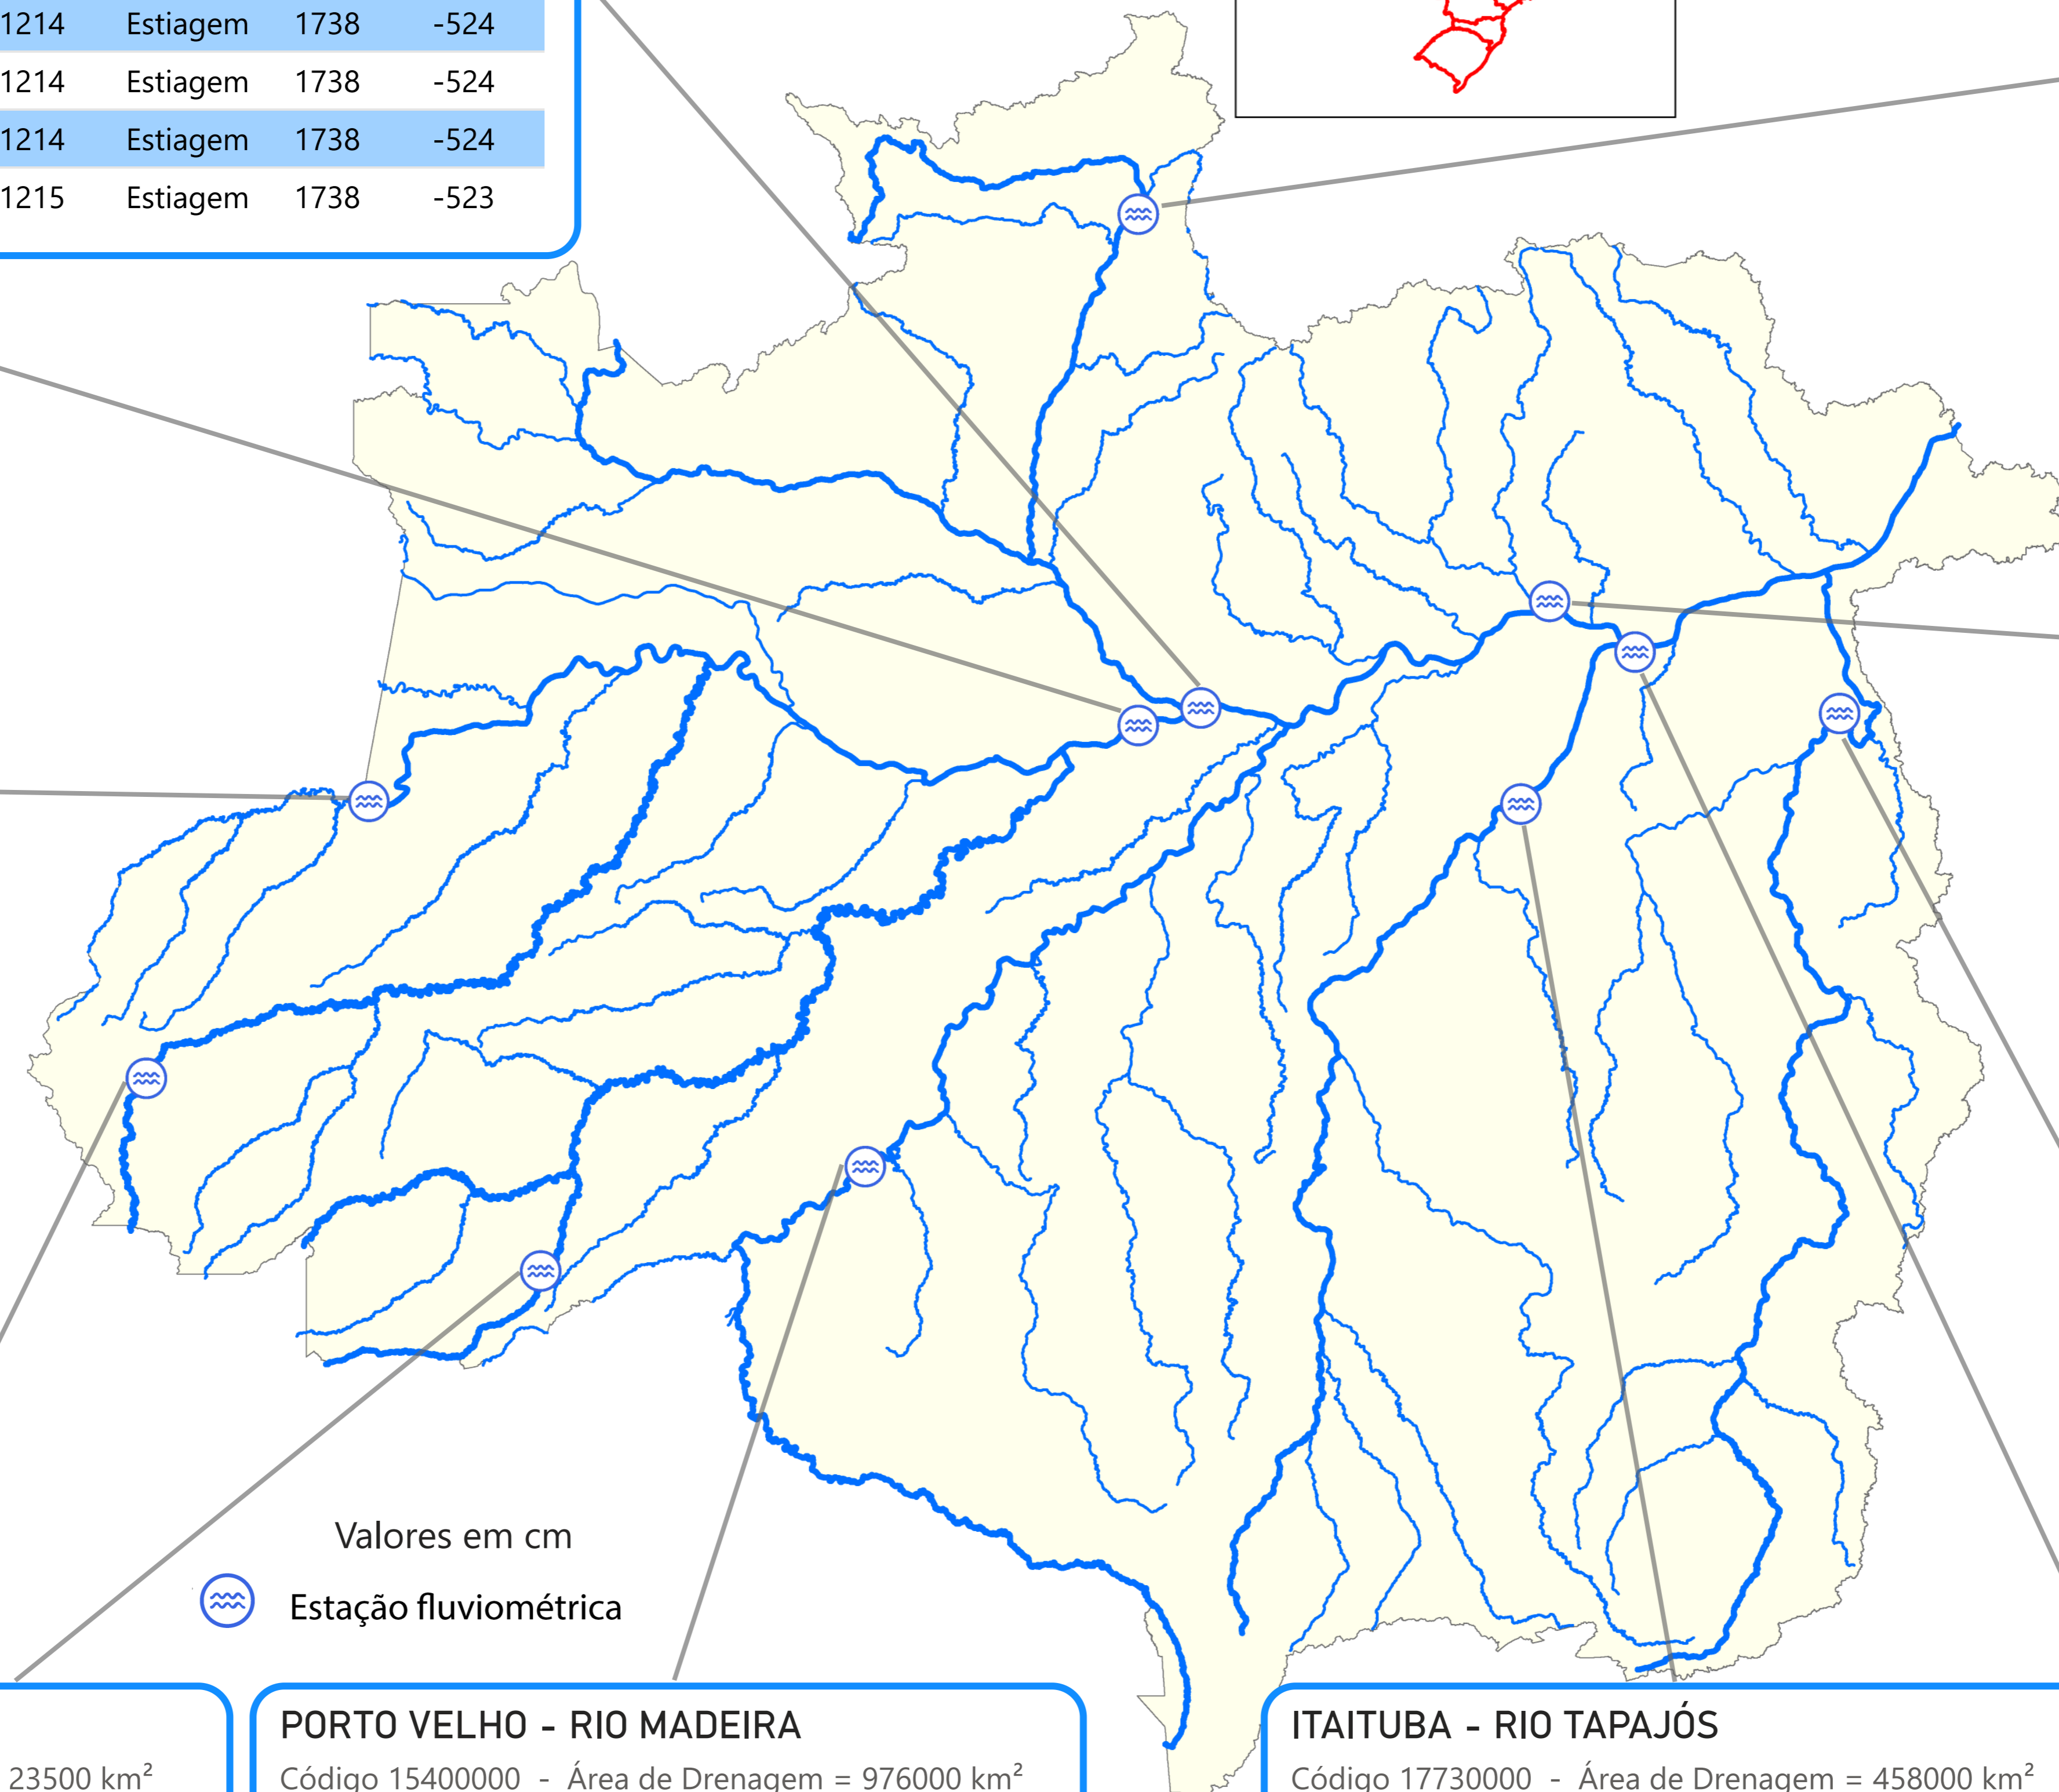 1214 Estiagem 1738 -524
1214 Estiagem 1738 -524
1214 Estiagem 1738 -524
1215 Estiagem 1738 -523
Valores em cm
Estação fluviométrica
23500 km²
PORTO VELHO - RIO MADEIRA
Código 15400000 - Área de Drenagem = 976000 km²
ITAITUBA - RIO TAPAJÓS
Código 17730000 - Área de Drenagem = 458000 km²